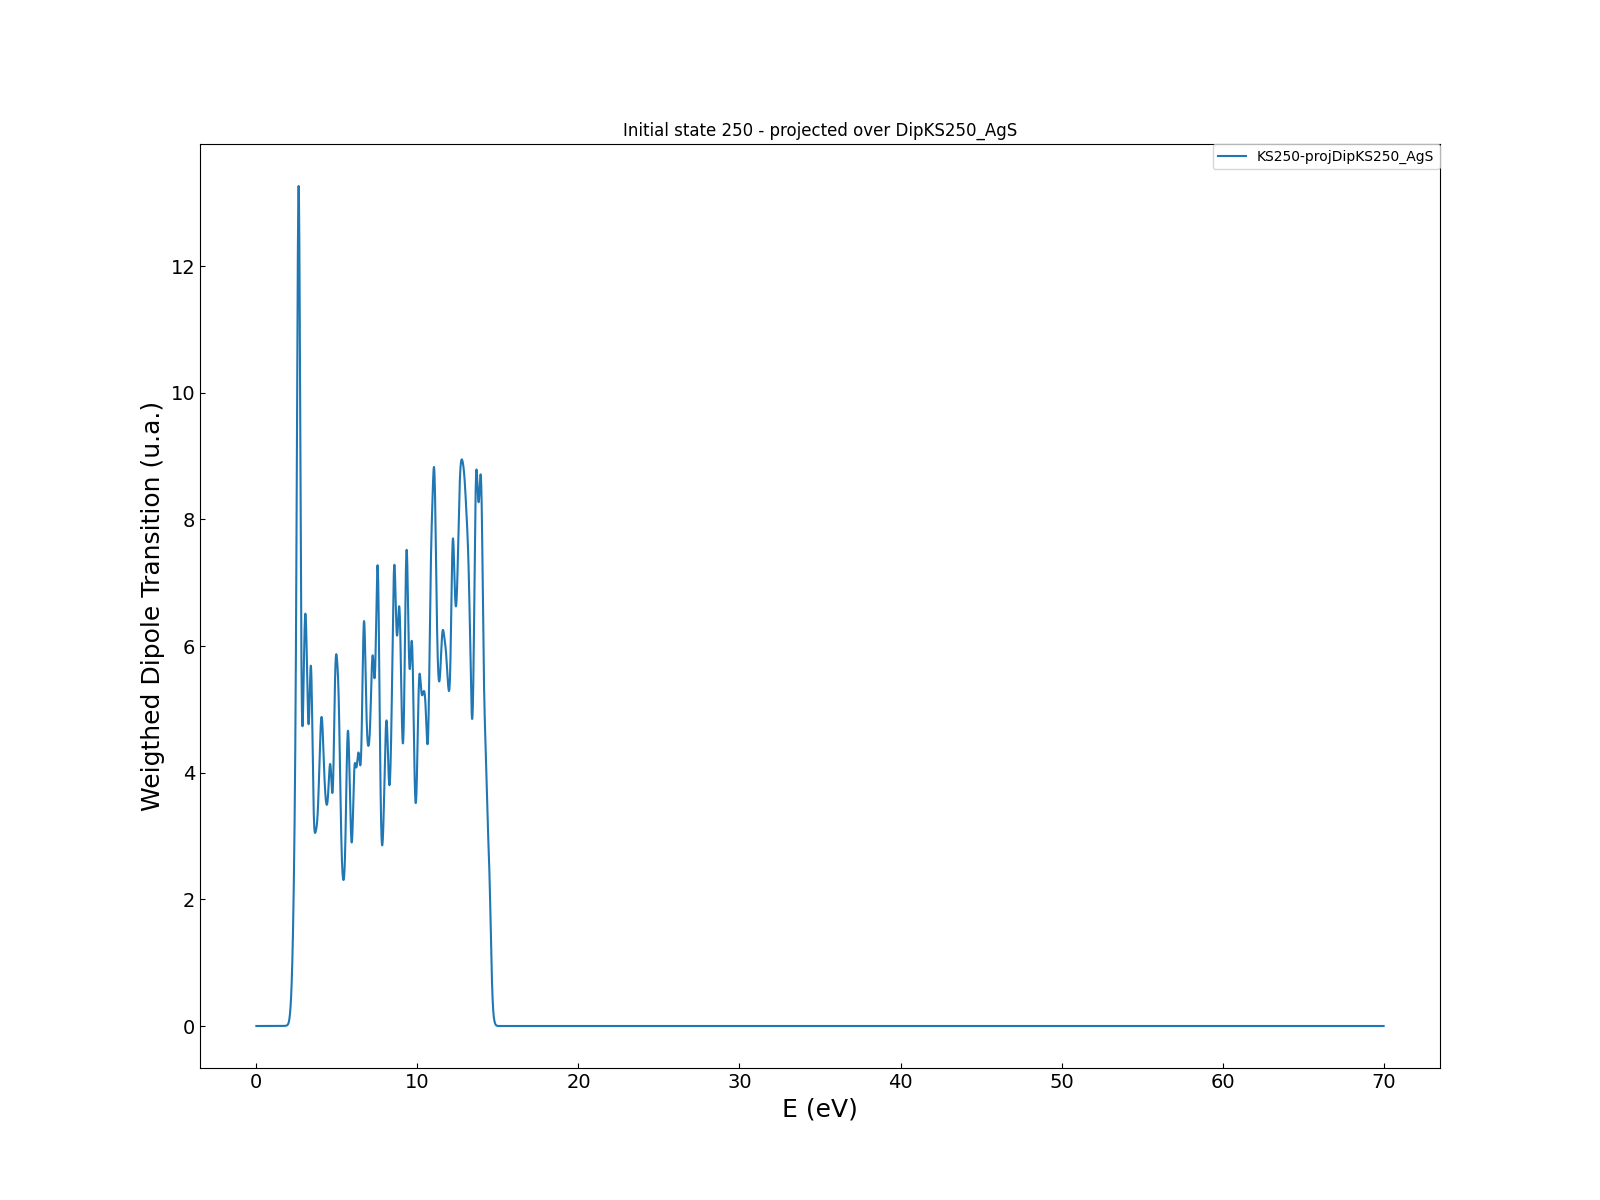 Initial state 250 - projected over DipKS250_AgS
KS250-projDipKS250_AgS
Weigthed Dipole Transition (u.a.)
12
10
8
6
4
2
0
0 10 20 30 40 50 60 70
E (eV)